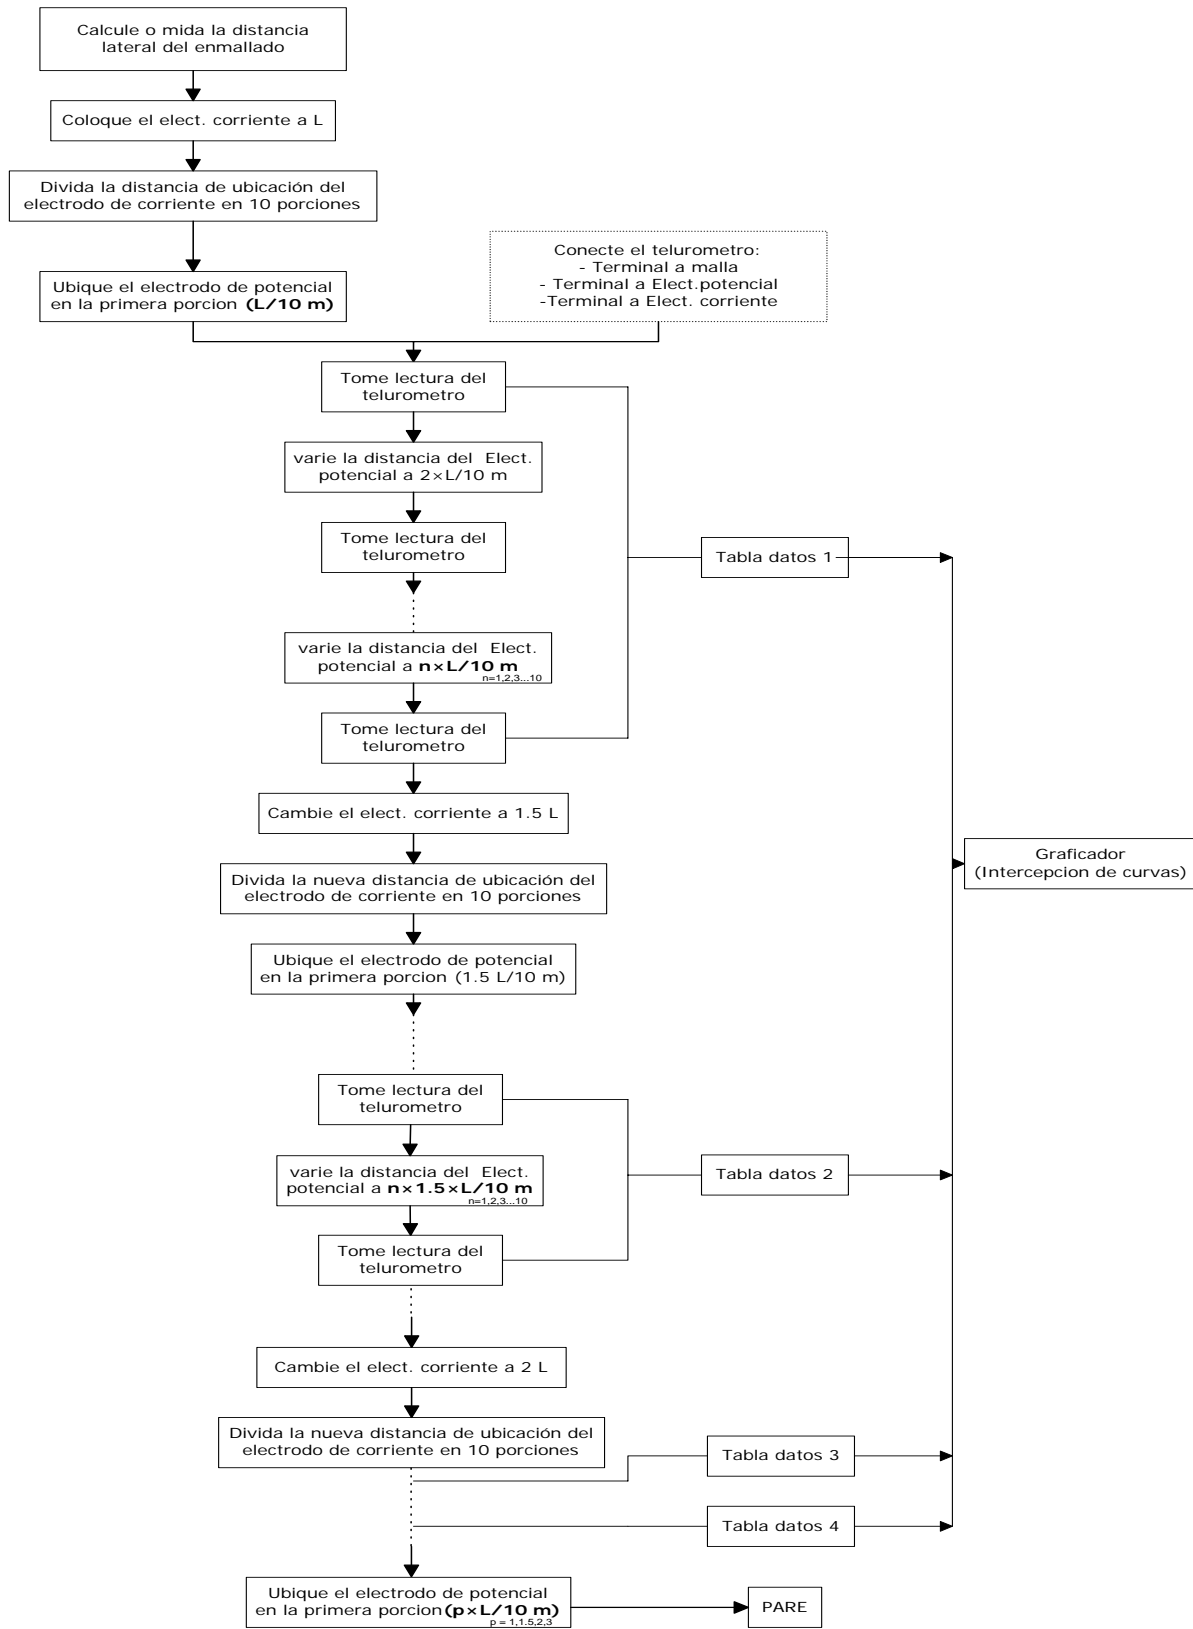 Calcule o mida la distancia
lateral del enmallado
Coloque el elect. corriente a L
Divida la distancia de ubicación del
electrodo de corriente en 10 porciones
Ubique el electrodo de potencial
en la primera porcion (L/10 m)
Conecte el telurometro:
- Terminal a malla
- Terminal a Elect.potencial
-Terminal a Elect. corriente
Tome lectura del
telurometro
varie la distancia del Elect.
potencial a 2×L/10 m
Tome lectura del
telurometro
Tabla datos 1
varie la distancia del Elect.
potencial a n×L/10 m
n=1,2,3...10
Tome lectura del
telurometro
Cambie el elect. corriente a 1.5 L
Graficador
(Intercepcion de curvas)
Divida la nueva distancia de ubicación del
electrodo de corriente en 10 porciones
Ubique el electrodo de potencial
en la primera porcion (1.5 L/10 m)
Tome lectura del
telurometro
varie la distancia del Elect.
potencial a n×1.5×L/10 m
n=1,2,3...10
Tabla datos 2
Tome lectura del
telurometro
Cambie el elect. corriente a 2 L
Divida la nueva distancia de ubicación del
electrodo de corriente en 10 porciones
Tabla datos 3
Tabla datos 4
Ubique el electrodo de potencial
en la primera porcion(p×L/10 m)
p = 1,1.5,2,3
PARE